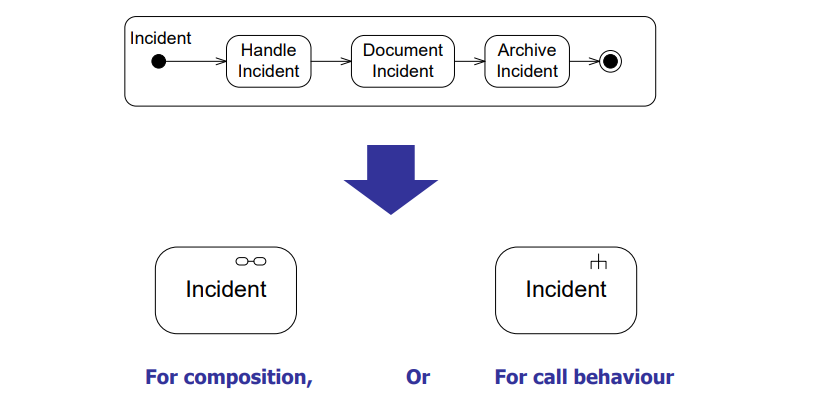 Incident
Handle
Incident
Document
Incident
Archive
Incident
Incident
Incident
For composition,
Or
For call behaviour